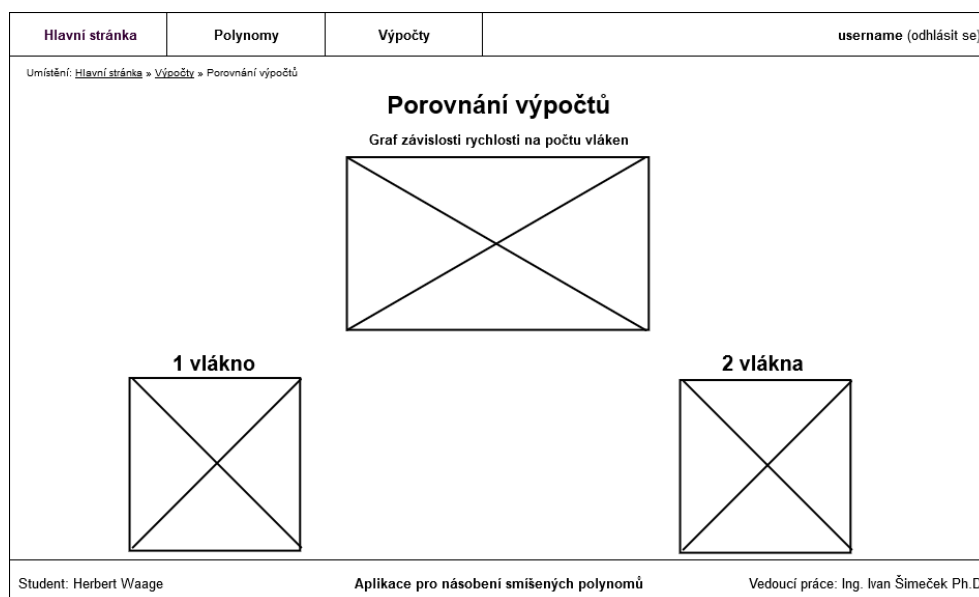 Hlavní stránka Polynomy Výpočty username (odhlásit se)
Umístění: Hlavní stránka » Výpočty » Porovnání výpočtů
Porovnání výpočtů
Graf závislosti rychlosti na počtu vláken
1 vlákno 2 vlákna
Student: Herbert Waage Aplikace pro násobení smíšených polynomů Vedoucí práce: Ing. Ivan Šimeček Ph.D